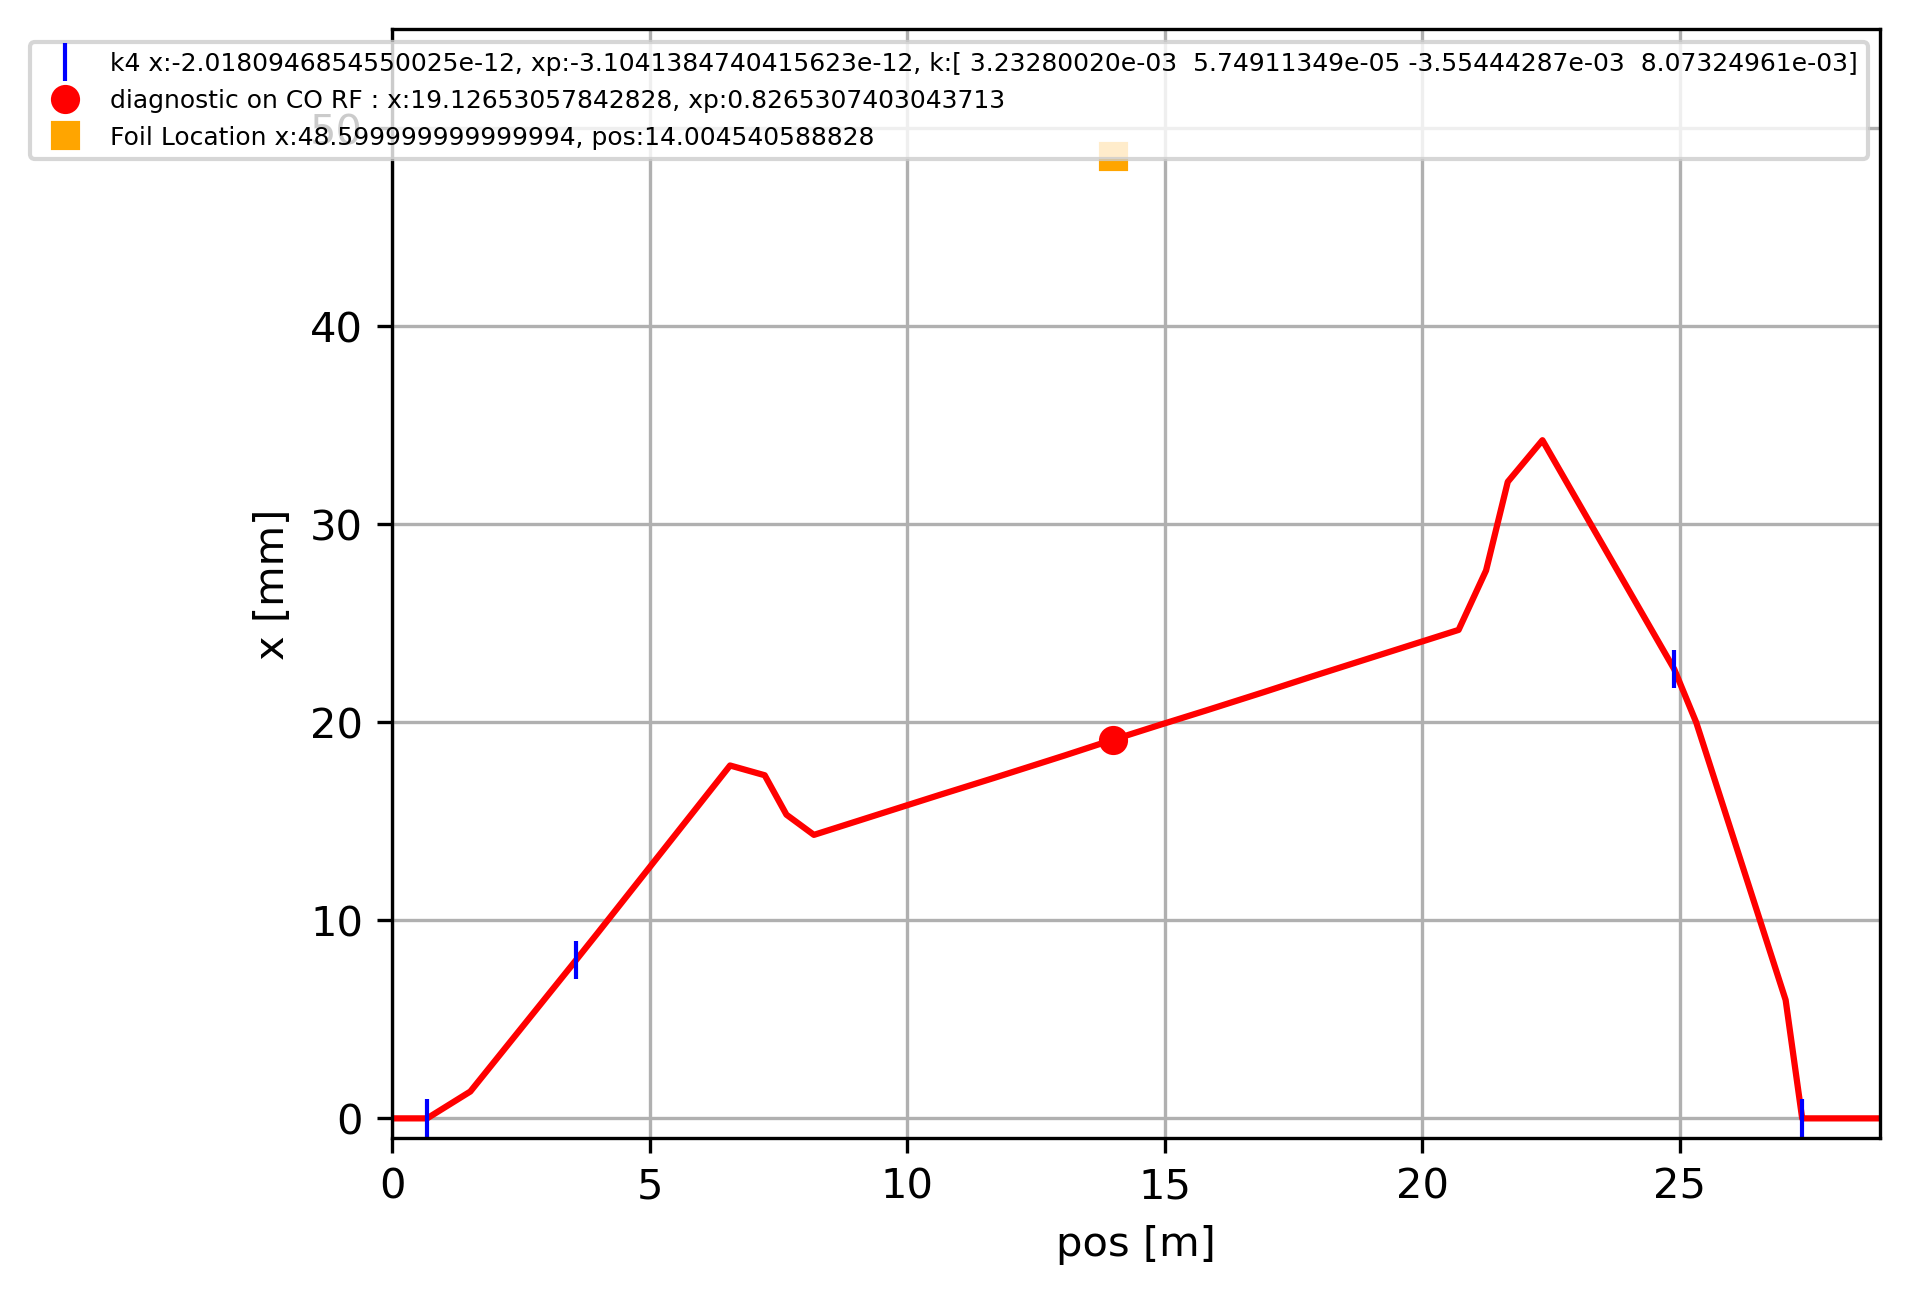 k4 x:-2.0180946854550025e-12, xp:-3.1041384740415623e-12, k:[ 3.23280020e-03  5.74911349e-05 -3.55444287e-03  8.07324961e-03]
diagnostic on CO RF : x:19.12653057842828, xp:0.8265307403043713
Foil Location x:48.599999999999994, pos:14.004540588828
50
40
30
20
10
0
x [mm]
0 5 10 15 20 25
pos [m]